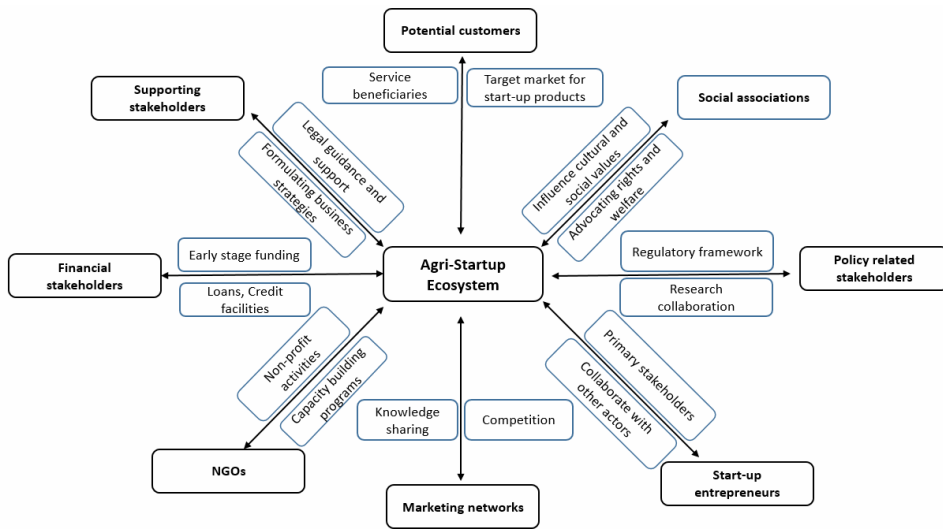 Potential customers
Service
beneficiaries
Target market for
start-up products
Supporting
stakeholders
Social associations
Legal guidance and
support
Formulating business
strategies
Influence cultural and
social values
Advocating rights and
welfare
Financial
stakeholders
Early stage funding
Loans, Credit
facilities
Agri-Startup
Ecosystem
Regulatory framework
Research
collaboration
Policy related
stakeholders
Non-profit
activities
Capacity building
programs
Knowledge
sharing
Competition
Primary stakeholders
Collaborate with
other actors
NGOs
Marketing networks
Start-up
entrepreneurs